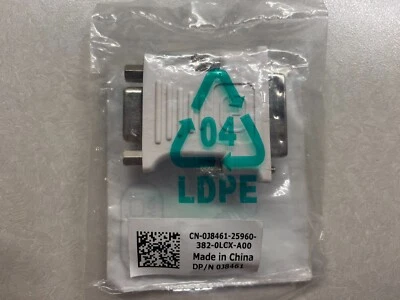 04
LDPE
CN-0J8461-25960-
382-0LCX-A00
Made in China
DP/N 0J8461